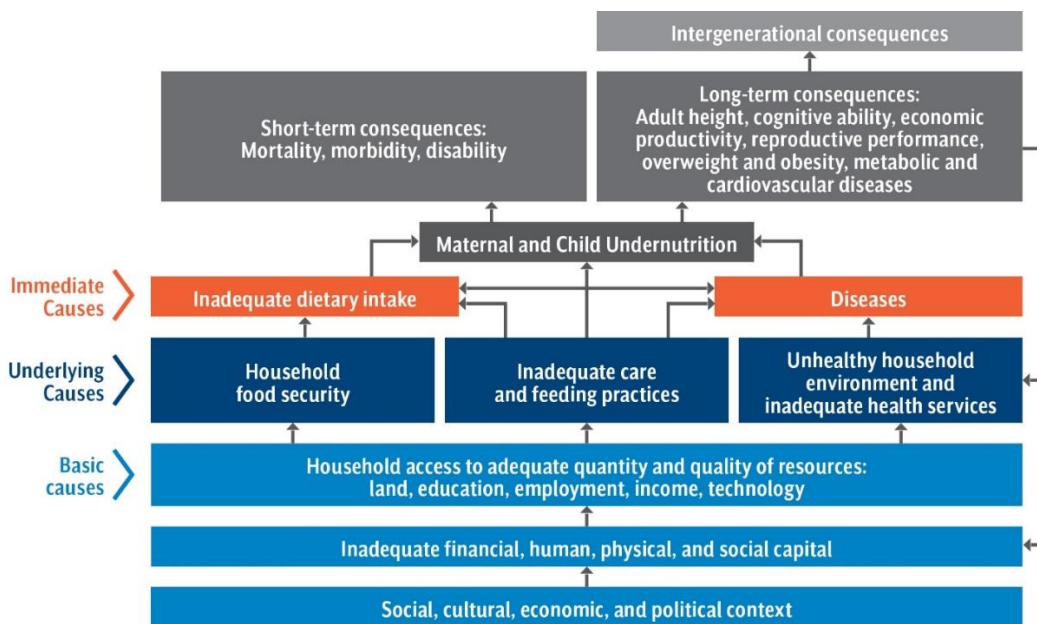 Intergenerational consequences
Short-term consequences:
Mortality, morbidity, disability
Long-term consequences:
Adult height, cognitive ability, economic
productivity, reproductive performance,
overweight and obesity, metabolic and
cardiovascular diseases
Maternal and Child Undernutrition
Immediate
Causes
Inadequate dietary intake
Diseases
Underlying
Causes
Household
food security
Inadequate care
and feeding practices
Unhealthy household
environment and
inadequate health services
Basic
causes
Household access to adequate quantity and quality of resources:
land, education, employment, income, technology
Inadequate financial, human, physical, and social capital
Social, cultural, economic, and political context